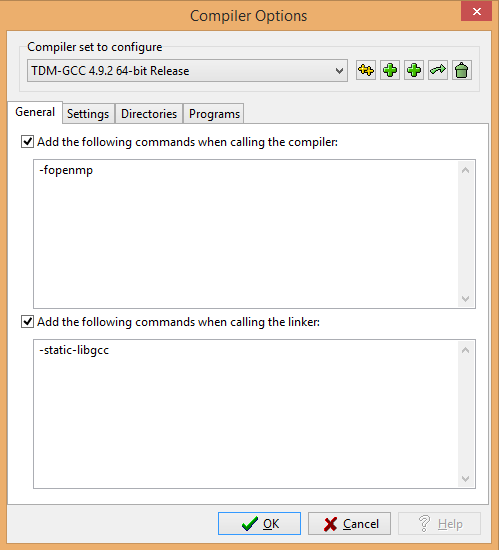 Compiler Options
Compiler set to configure
TDM-GCC 4.9.2 64-bit Release
General Settings Directories Programs
Add the following commands when calling the compiler:
-fopenmp
Add the following commands when calling the linker:
-static-libgcc
OK Cancel Help